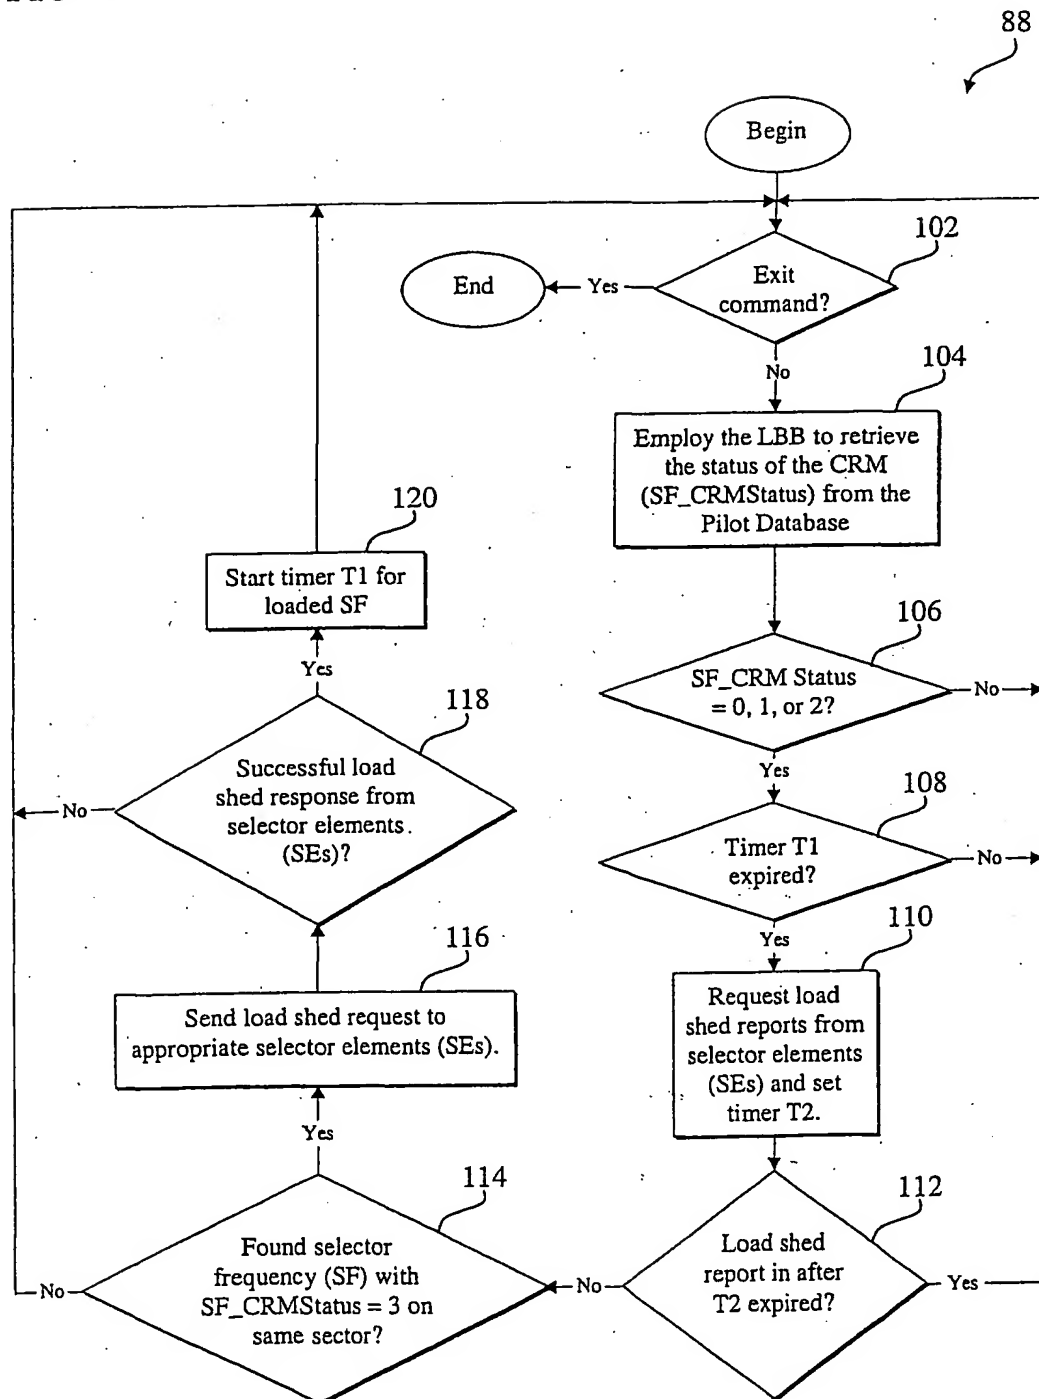 88
Begin
102
Exit
command?
Yes
End
No
104
Employ the LBB to retrieve
the status of the CRM
(SF_CRMStatus) from the
Pilot Database
106
SF_CRM Status
= 0, 1, or 2?
No
Yes
108
Timer T1
expired?
No
Yes
110
Request load
shed reports from
selector elements
(SEs) and set
timer T2.
112
Load shed
report in after
T2 expired?
Yes
No
114
Found selector
frequency (SF) with
SF_CRMStatus = 3 on
same sector?
No
Yes
116
Send load shed request to
appropriate selector elements (SEs).
118
Successful load
shed response from
selector elements.
(SEs)?
No
Yes
120
Start timer T1 for
loaded SF